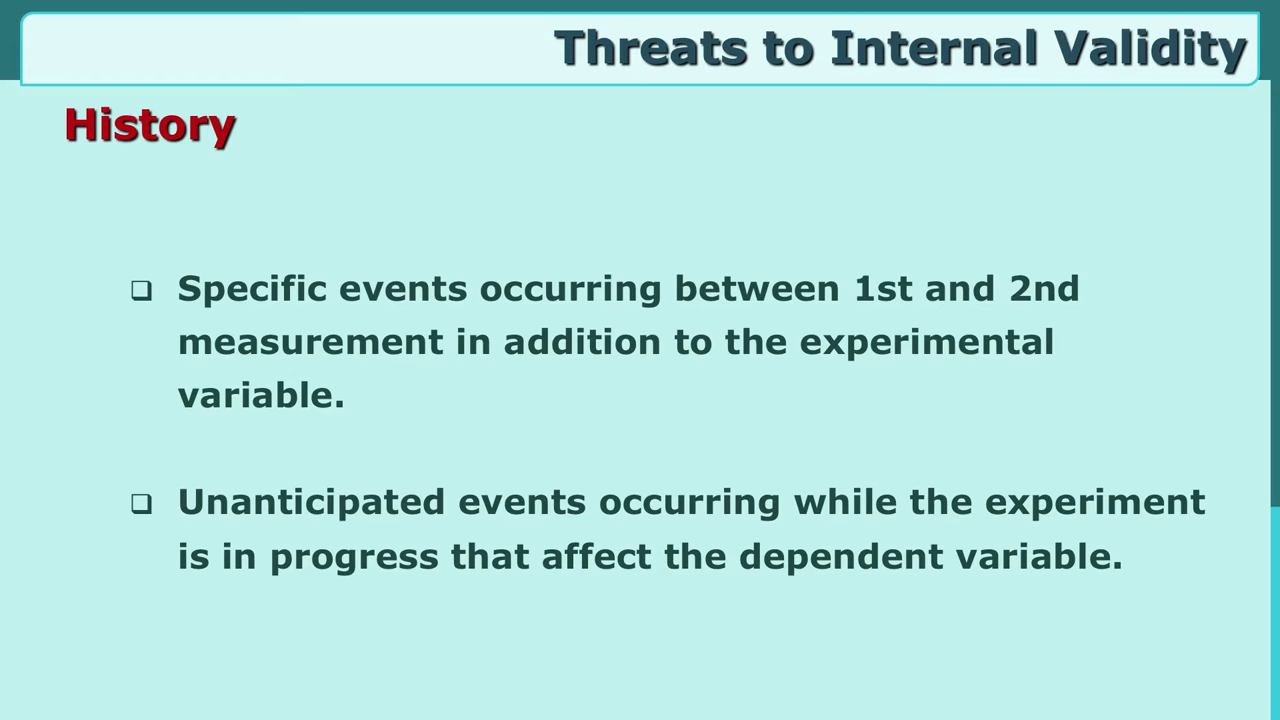 Threats to Internal Validity
History
❑ Specific events occurring between 1st and 2nd
measurement in addition to the experimental
variable.
❑ Unanticipated events occurring while the experiment
is in progress that affect the dependent variable.